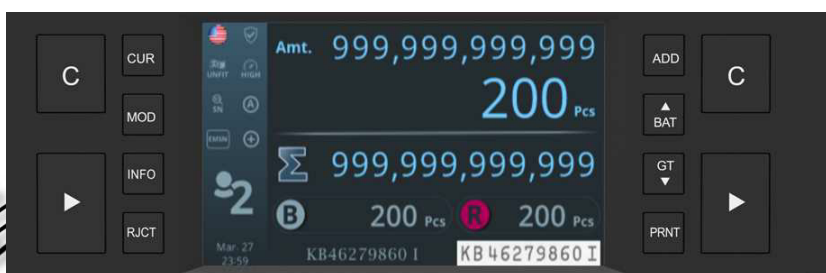 C
CUR
MOD
▶
INFO
RJCT
UNFIT
HIGH
SN
A
EMSN
2
Mar. 27
23:59
Amt. 999,999,999,999
200 Pcs
Σ 999,999,999,999
B 200 Pcs R 200 Pcs
KB46279860 I KB46279860I
ADD
▲
BAT
GT
▼
PRNT
C
▶